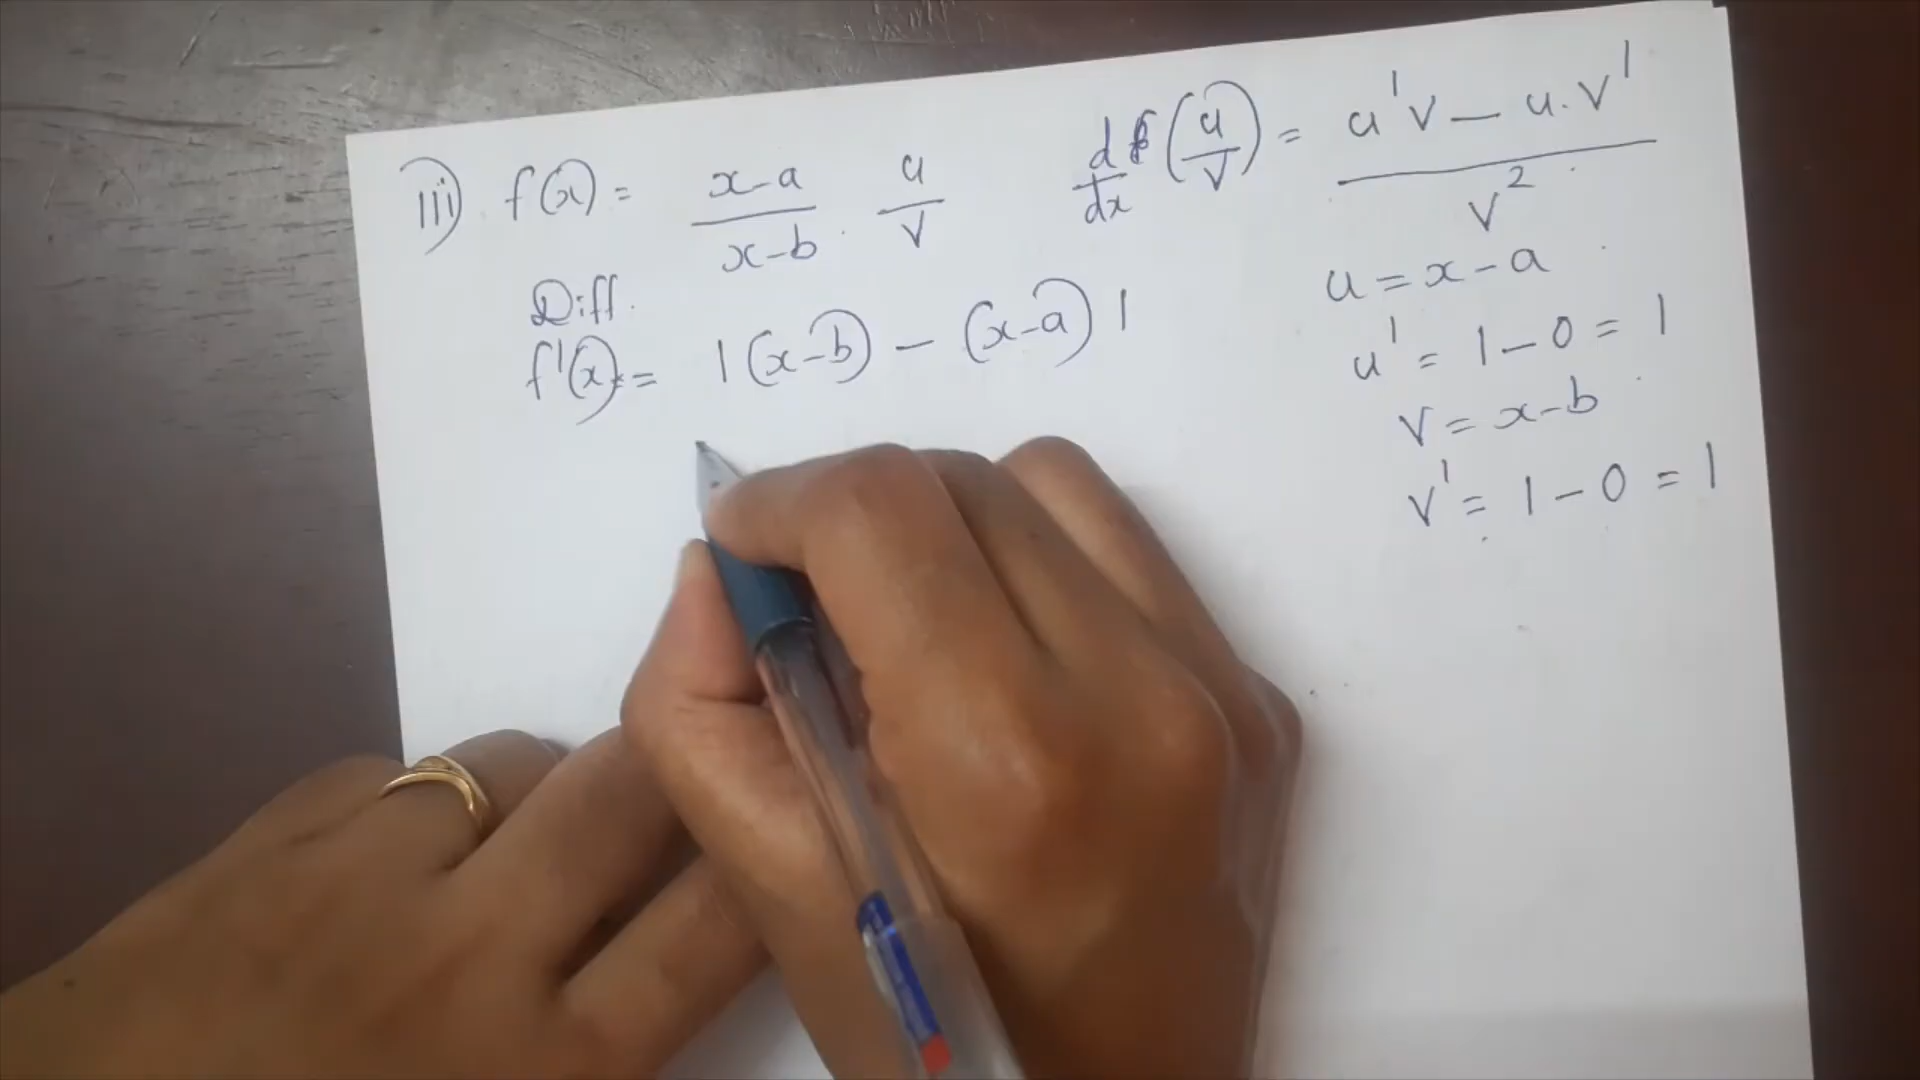 iii) f(x) = x-a / x-b u/v
Diff.
f'(x) = 1(x-b) - (x-a) 1
d/dx (u/v) = u'v - u.v' / v²
u = x-a
u' = 1-0 = 1
v = x-b
v' = 1-0 = 1